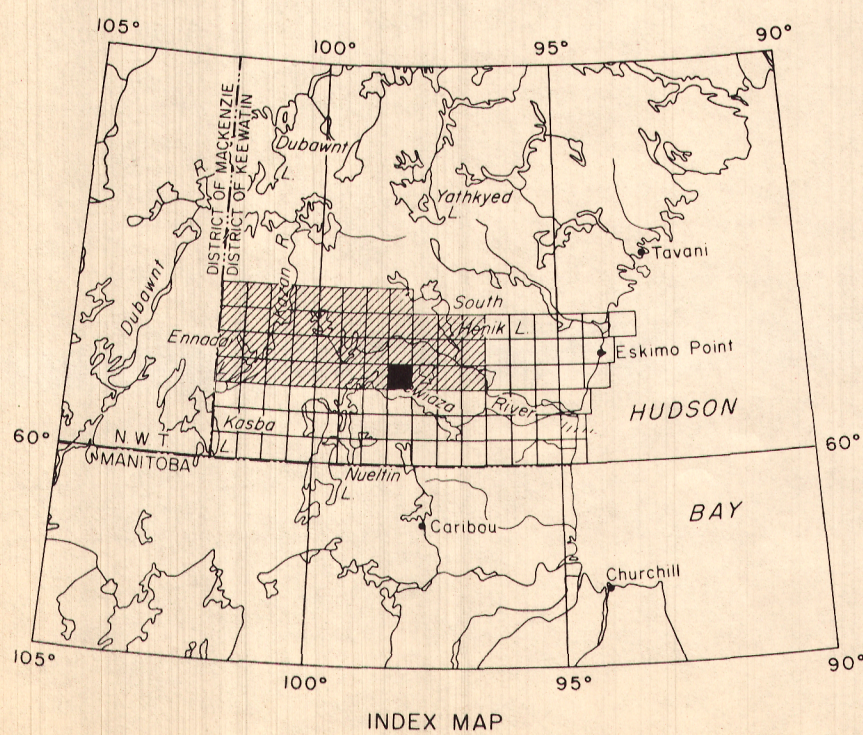 105°
100°
95°
90°
DISTRICT OF MACKENZIE
DISTRICT OF KEEWATIN
Dubawnt
L.
R
Yathkyed
L.
Tavani
R
Kazan
Dubawnt
South
Henik L.
Ennadai
Eskimo Point
River
HUDSON
Kasba
L
60°
N. W. T.
MANITOBA
60°
Nueltin
L.
BAY
Caribou
Churchill
105°
100°
95°
90°
INDEX MAP